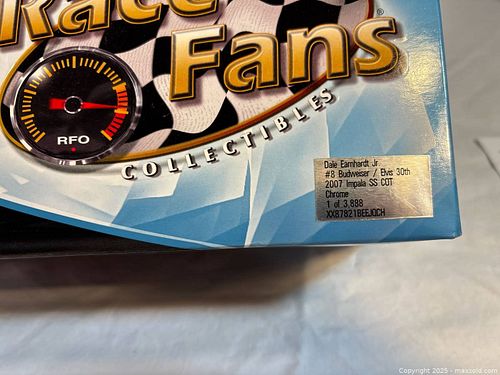 Race
Fans
®
RFO
COLLECTIBLES
Dale Earnhardt Jr.
#8 Budweiser / Elvis 30th
2007 Impala SS COT
Chrome
1 of 3,888
XX87821BEEJOCH
Copyright 2025 - maxsold.com